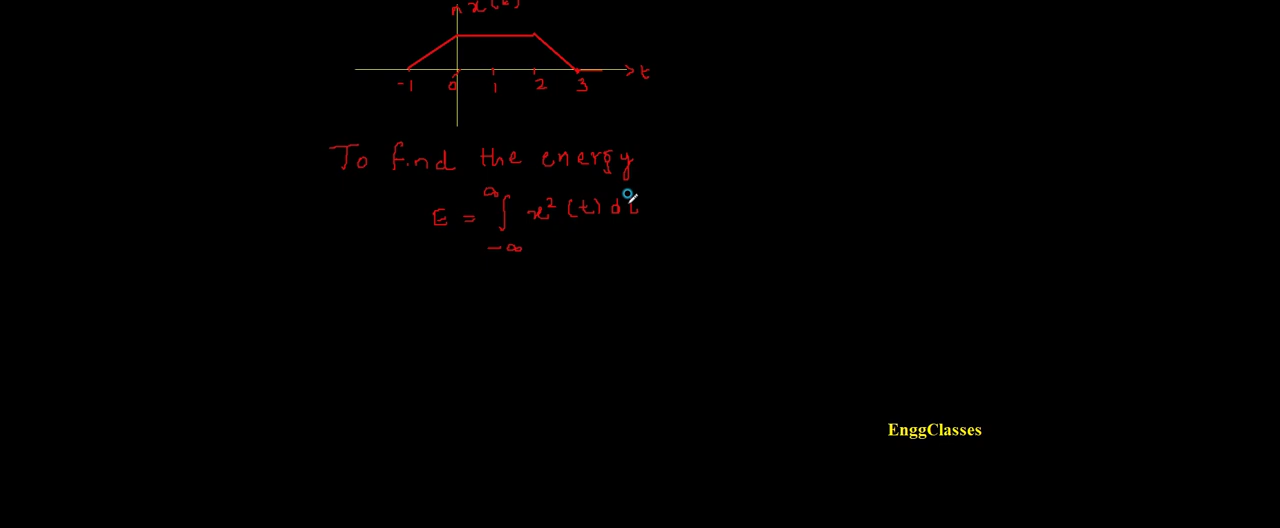 x(t)
-1 0 1 2 3 t
To find the energy
∞
E = ∫ x² (t) dt
-∞
EnggClasses